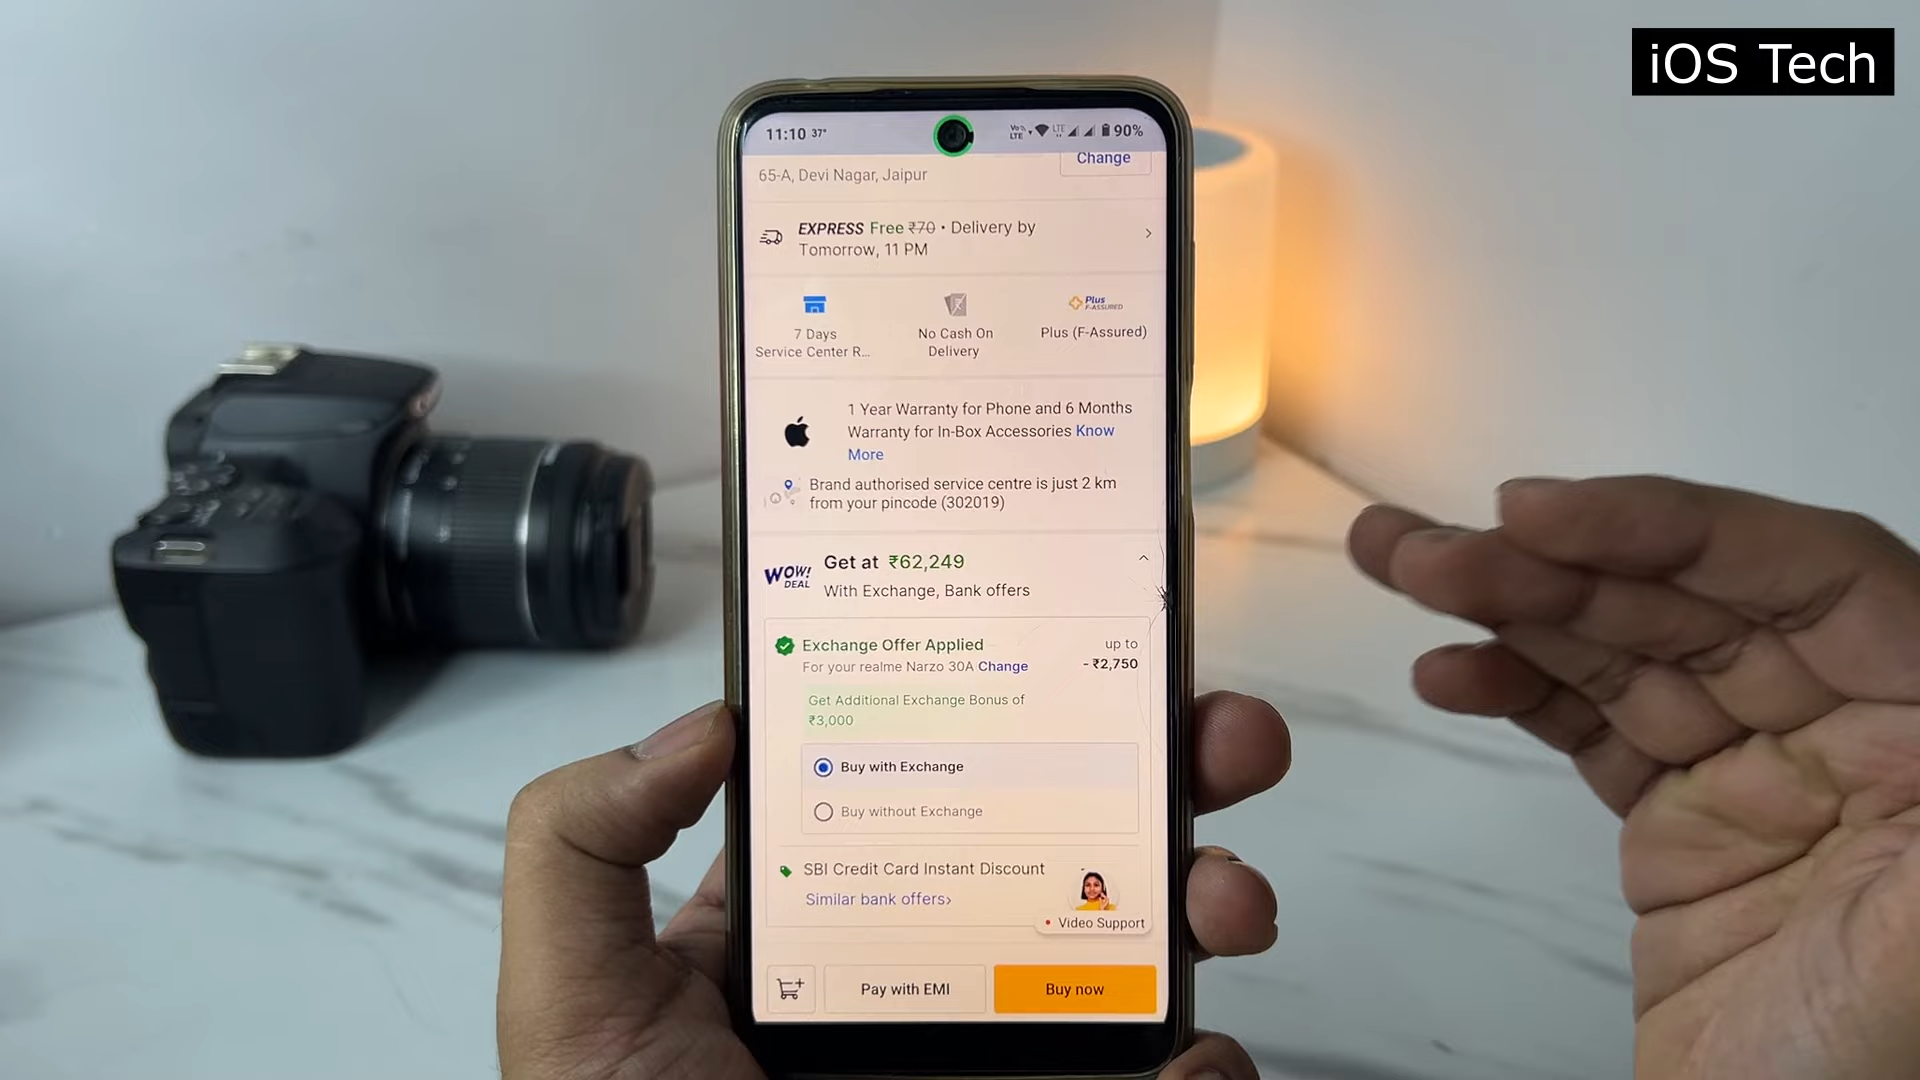 iOS Tech
11:10 37°
Vo
LTE
LTE
90%
65-A, Devi Nagar, Jaipur
Change
EXPRESS Free ₹70 • Delivery by
Tomorrow, 11 PM
7 Days
Service Center R...
No Cash On
Delivery
Plus
F-ASSURED
Plus (F-Assured)
1 Year Warranty for Phone and 6 Months
Warranty for In-Box Accessories Know
More
Brand authorised service centre is just 2 km
from your pincode (302019)
WOW!
DEAL
Get at ₹62,249
With Exchange, Bank offers
Exchange Offer Applied
up to
For your realme Narzo 30A Change
- ₹2,750
Get Additional Exchange Bonus of
₹3,000
Buy with Exchange
Buy without Exchange
SBI Credit Card Instant Discount
Similar bank offers›
Video Support
Pay with EMI
Buy now